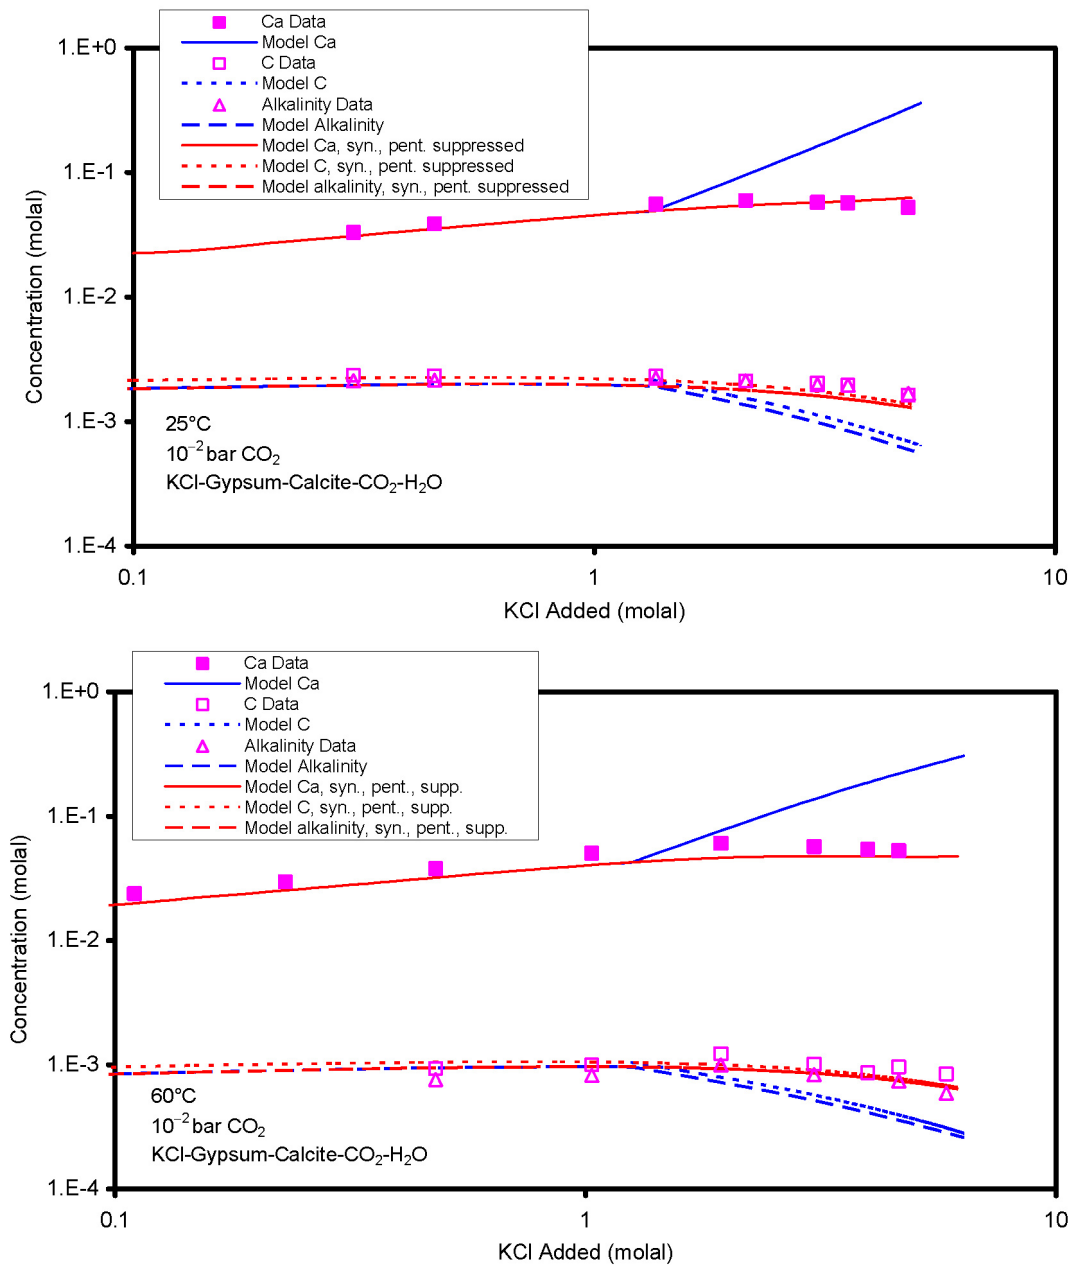 Ca Data
Model Ca
C Data
Model C
Alkalinity Data
Model Alkalinity
Model Ca, syn., pent. suppressed
Model C, syn., pent. suppressed
Model alkalinity, syn., pent. suppressed
1.E+0
1.E-1
1.E-2
1.E-3
1.E-4
Concentration (molal)
25°C
10⁻² bar CO₂
KCl-Gypsum-Calcite-CO₂-H₂O
0.1
1
10
KCl Added (molal)
Ca Data
Model Ca
C Data
Model C
Alkalinity Data
Model Alkalinity
Model Ca, syn., pent., supp.
Model C, syn., pent., supp.
Model alkalinity, syn., pent., supp.
1.E+0
1.E-1
1.E-2
1.E-3
1.E-4
Concentration (molal)
60°C
10⁻² bar CO₂
KCl-Gypsum-Calcite-CO₂-H₂O
0.1
1
10
KCl Added (molal)